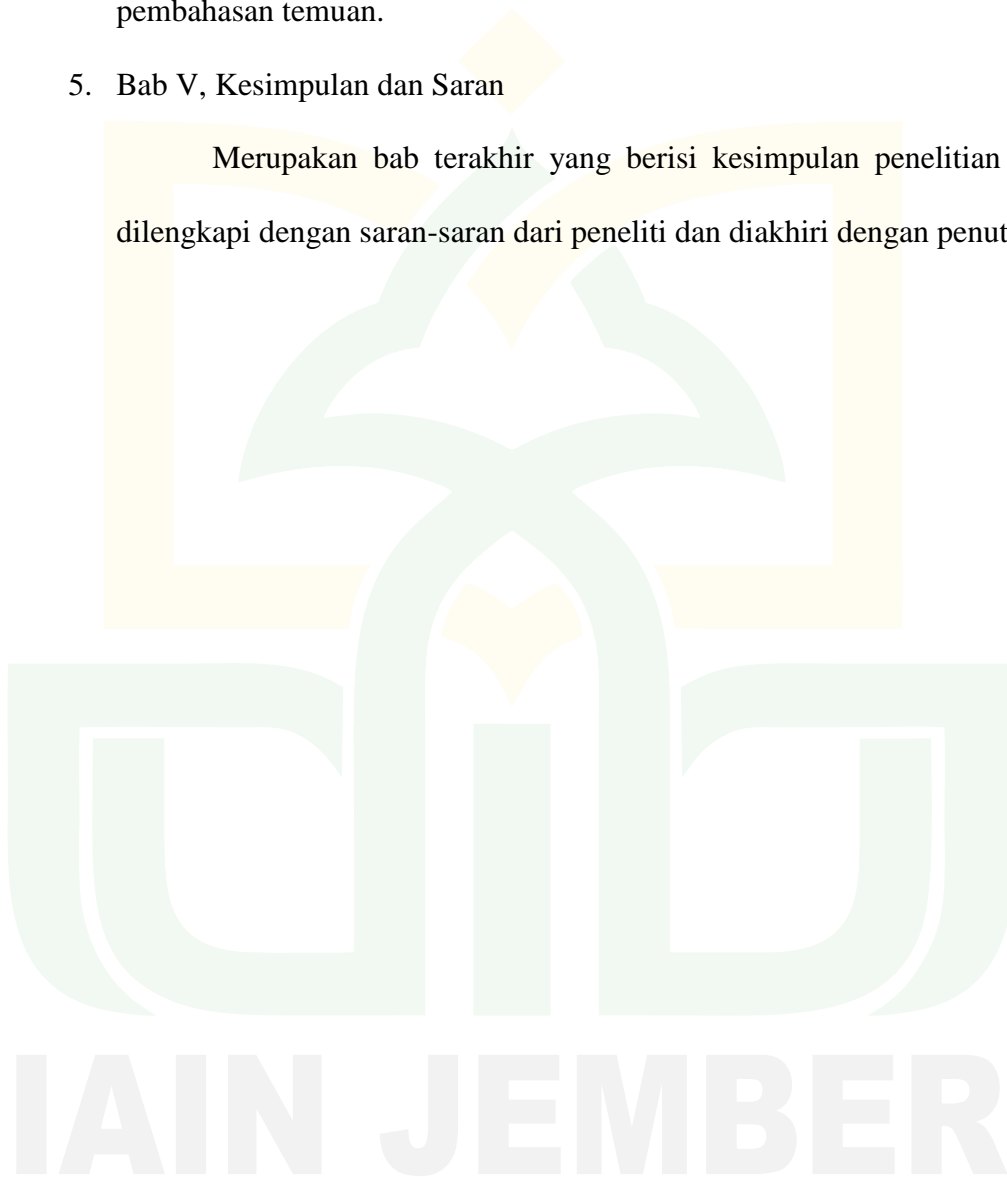 pembahasan temuan.
5. Bab V, Kesimpulan dan Saran
Merupakan bab terakhir yang berisi kesimpulan penelitian
dilengkapi dengan saran-saran dari peneliti dan diakhiri dengan
IAIN JEMBER